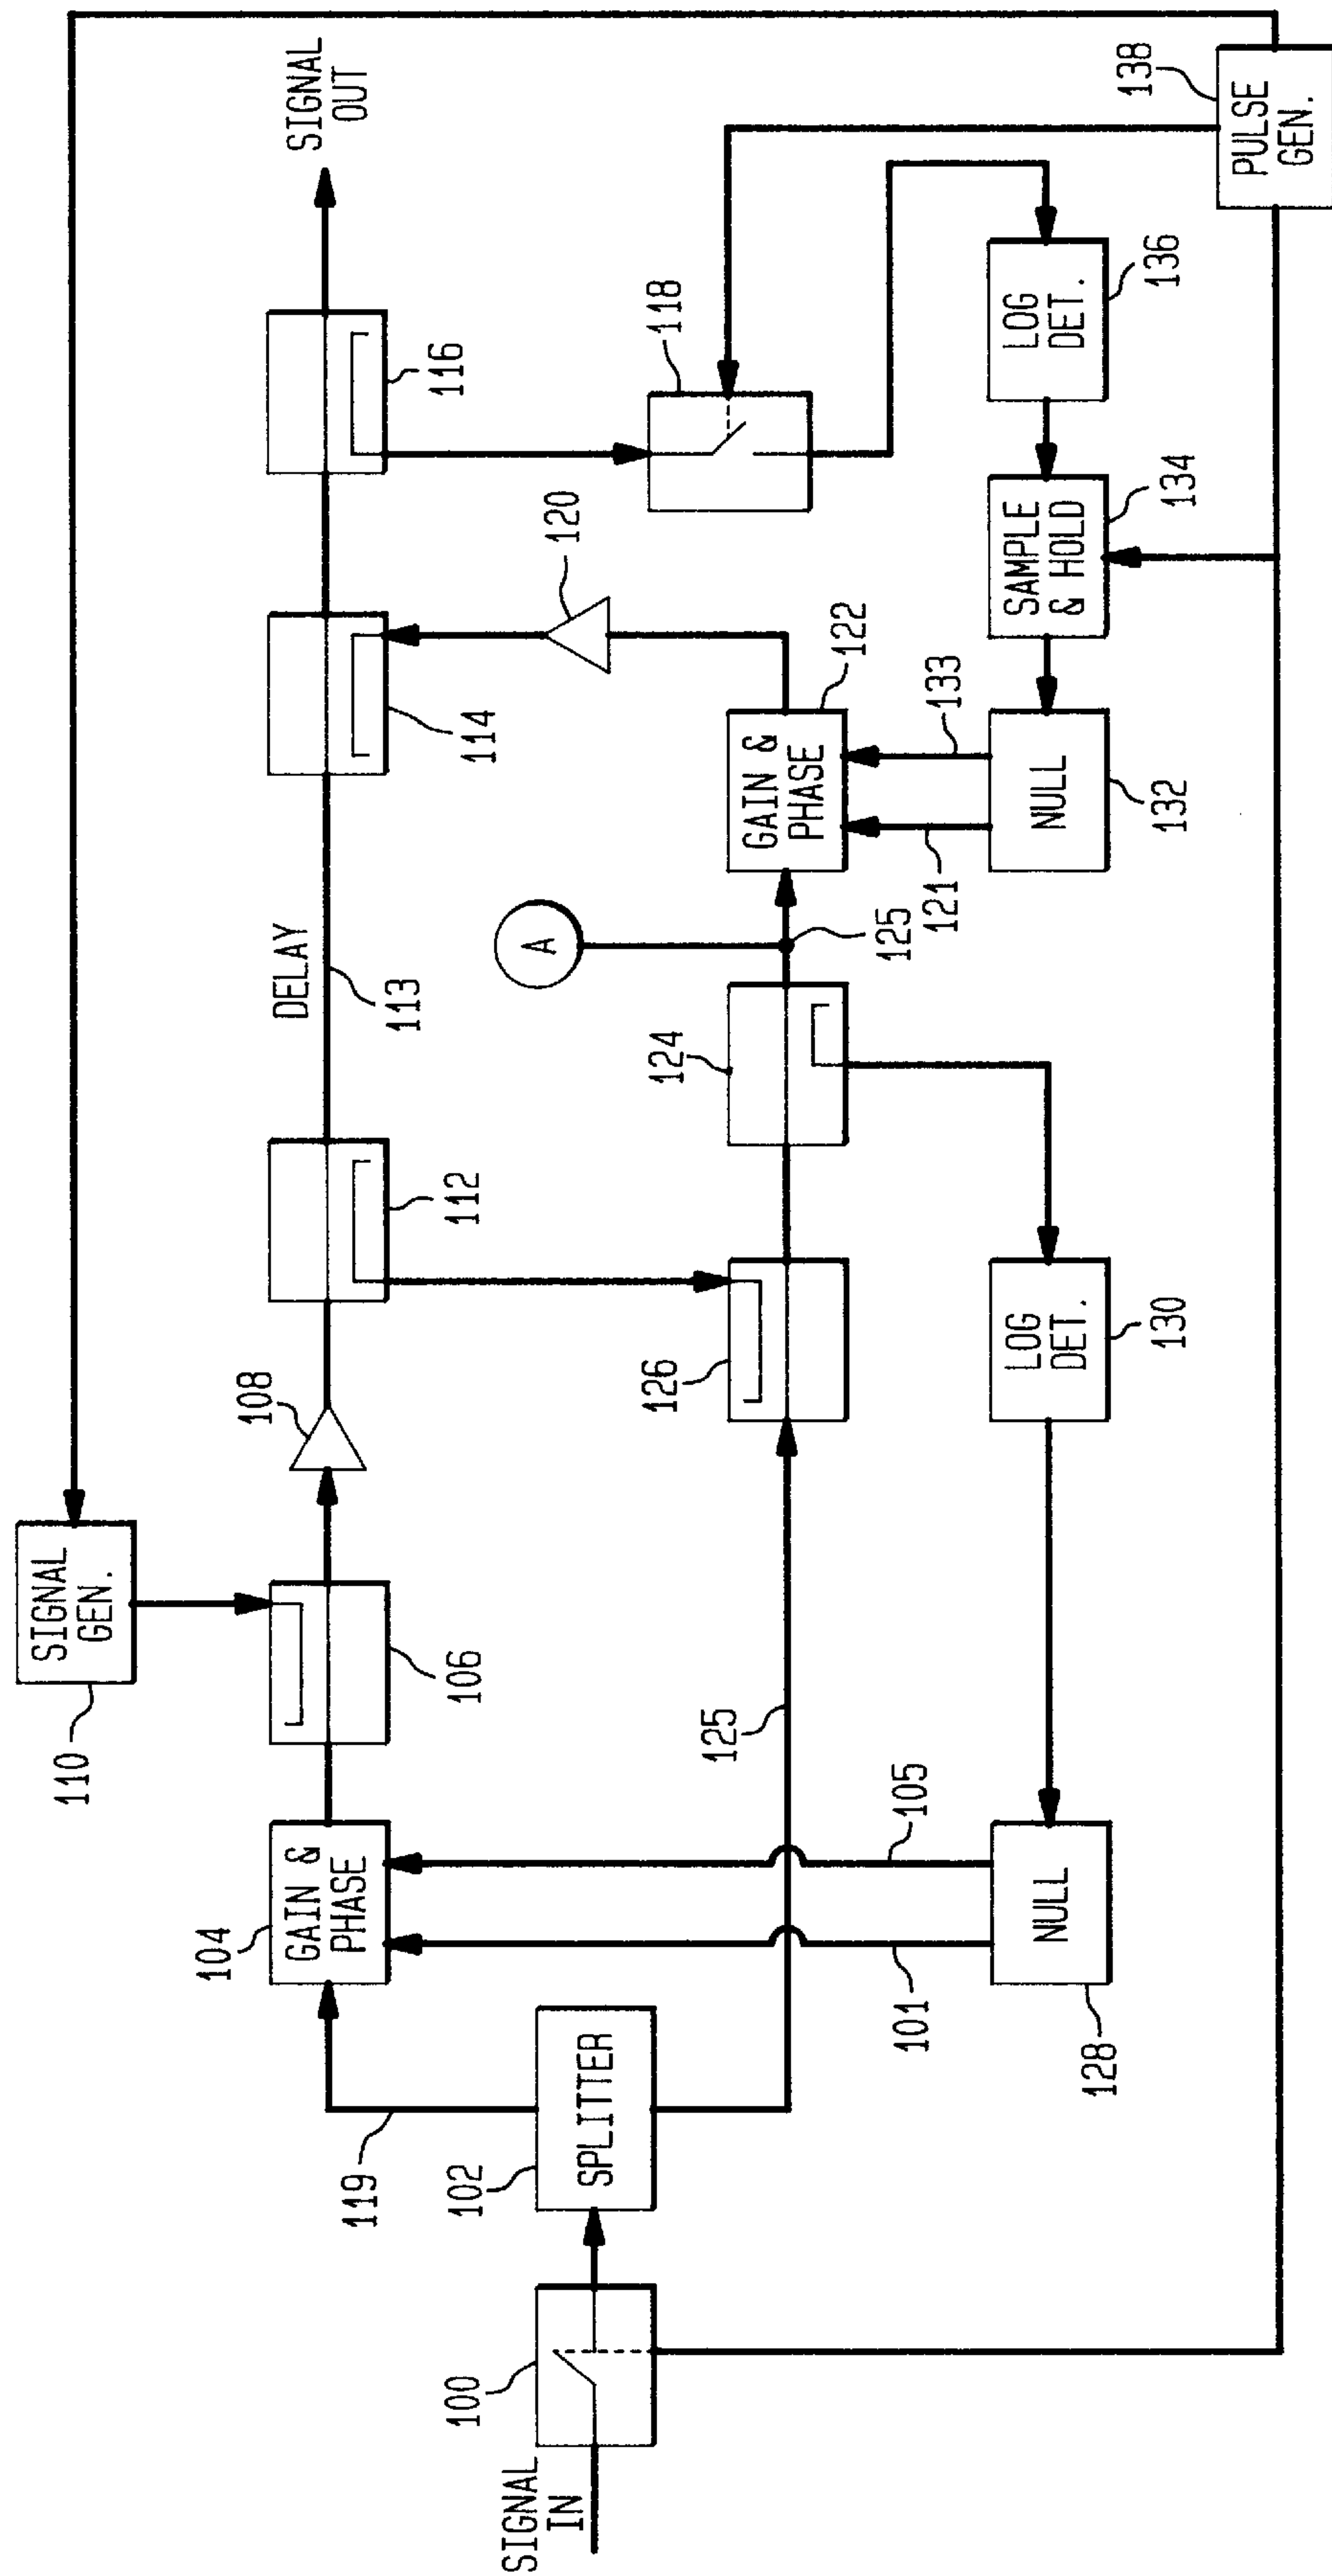 SIGNAL
GEN.
110
SIGNAL
OUT
104
GAIN &
PHASE
106
108
112
DELAY
113
114
116
119
SIGNAL
IN
100
102
SPLITTER
A
120
118
125
126
124
125
GAIN &
PHASE
122
101
105
121
133
128
NULL
LOG
DET.
130
NULL
132
SAMPLE
& HOLD
134
LOG
DET.
136
PULSE
GEN.
138